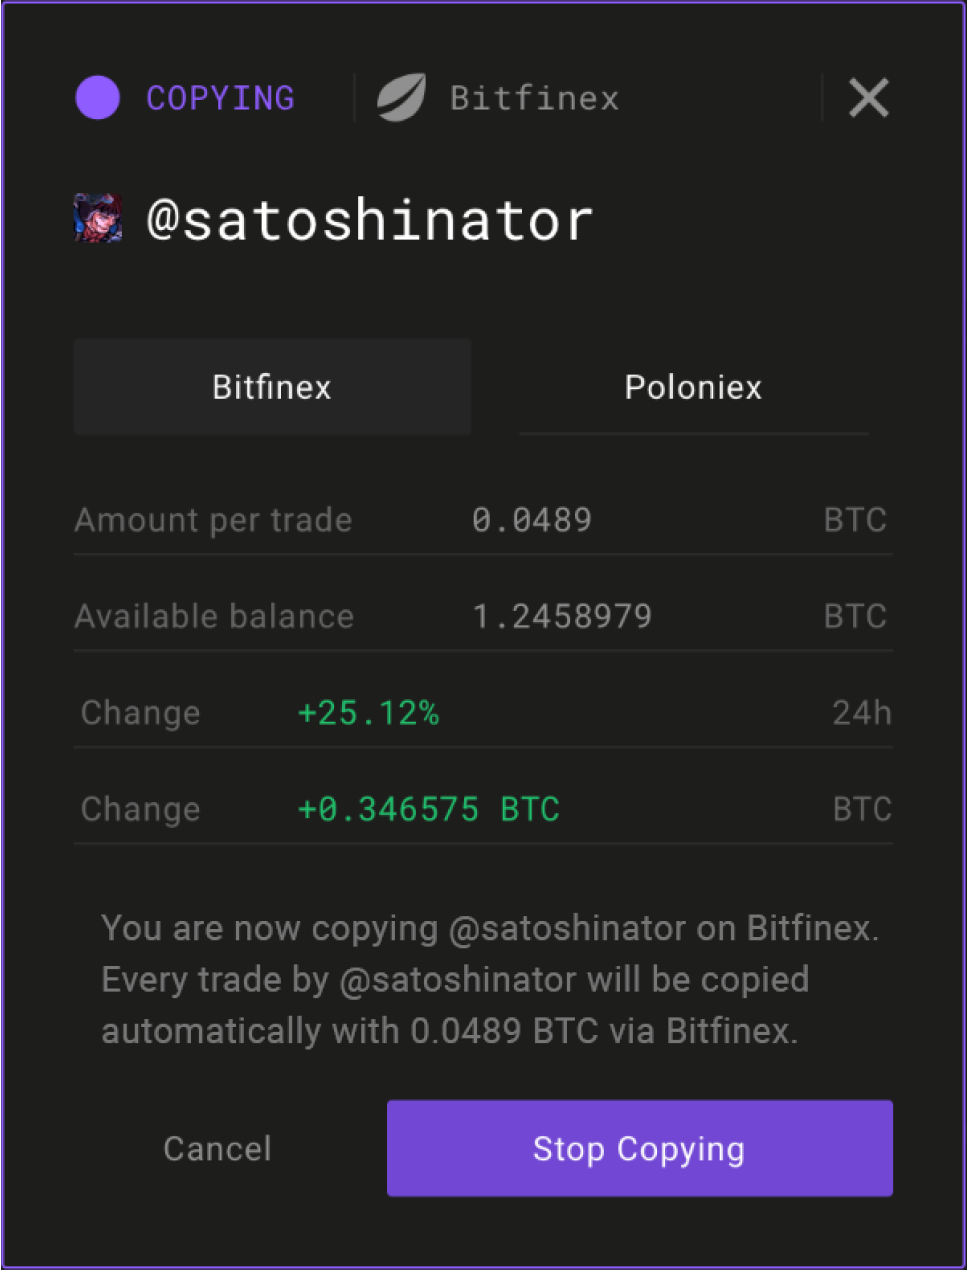 COPYING Bitfinex
@satoshinator
Bitfinex Poloniex
Amount per trade 0.0489 BTC
Available balance 1.2458979 BTC
Change +25.12% 24h
Change +0.346575 BTC BTC
You are now copying @satoshinator on Bitfinex.
Every trade by @satoshinator will be copied
automatically with 0.0489 BTC via Bitfinex.
Cancel Stop Copying